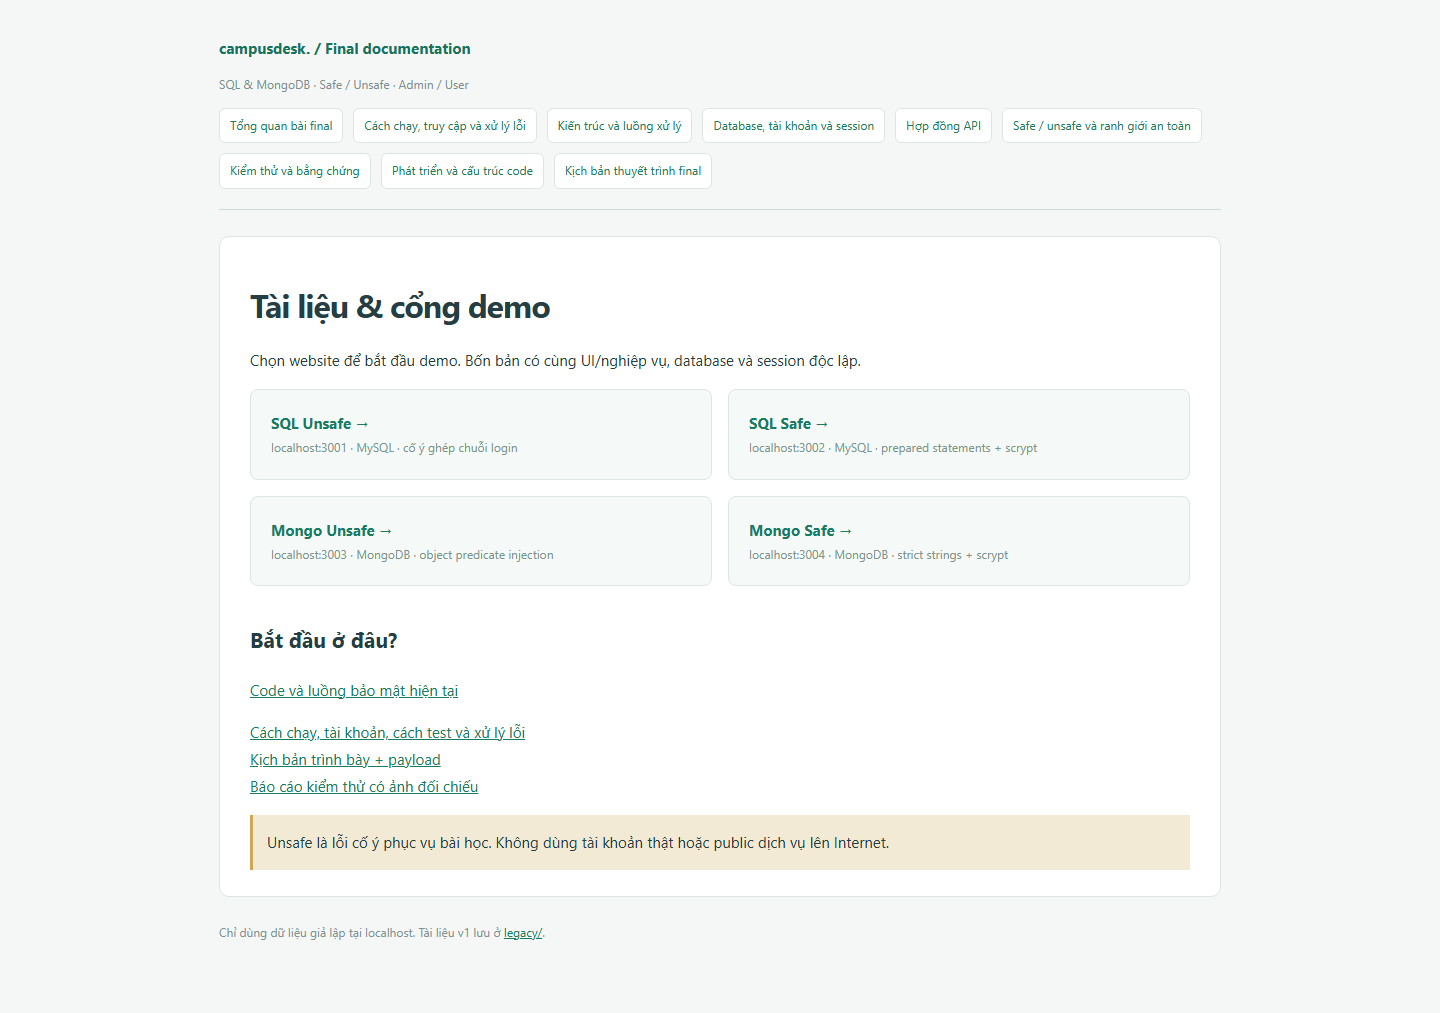 campusdesk. / Final documentation
SQL & MongoDB · Safe / Unsafe · Admin / User
Tổng quan bài final
Cách chạy, truy cập và xử lý lỗi
Kiến trúc và luồng xử lý
Database, tài khoản và session
Hợp đồng API
Safe / unsafe và ranh giới an toàn
Kiểm thử và bằng chứng
Phát triển và cấu trúc code
Kịch bản thuyết trình final
Tài liệu & cổng demo
Chọn website để bắt đầu demo. Bốn bản có cùng UI/nghiệp vụ, database và session độc lập.
SQL Unsafe →
localhost:3001 · MySQL · cố ý ghép chuỗi login
SQL Safe →
localhost:3002 · MySQL · prepared statements + scrypt
Mongo Unsafe →
localhost:3003 · MongoDB · object predicate injection
Mongo Safe →
localhost:3004 · MongoDB · strict strings + scrypt
Bắt đầu ở đâu?
Code và luồng bảo mật hiện tại
Cách chạy, tài khoản, cách test và xử lý lỗi
Kịch bản trình bày + payload
Báo cáo kiểm thử có ảnh đối chiếu
Unsafe là lỗi cố ý phục vụ bài học. Không dùng tài khoản thật hoặc public dịch vụ lên Internet.
Chỉ dùng dữ liệu giả lập tại localhost. Tài liệu v1 lưu ở legacy/.